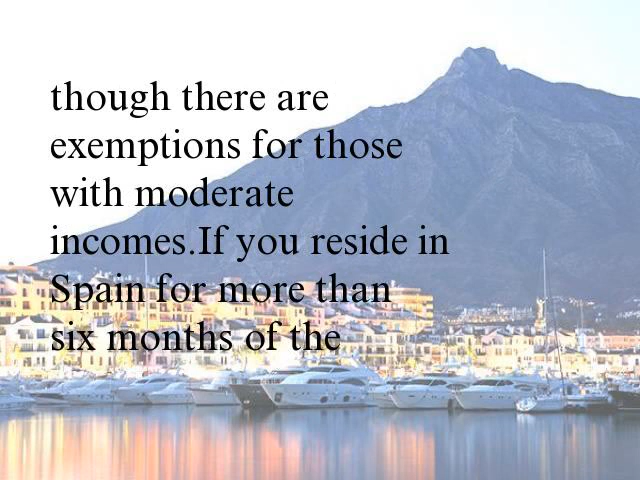 though there are
exemptions for those
with moderate
incomes.If you reside in
Spain for more than
six months of the